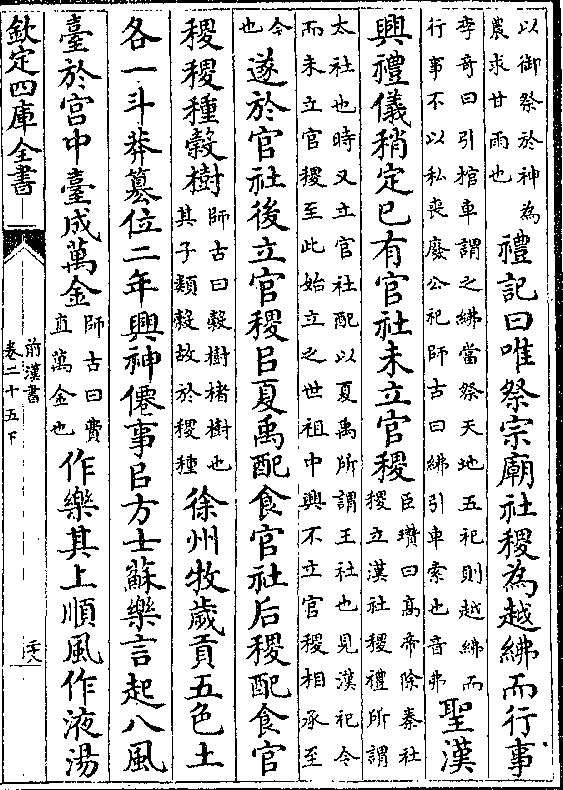 以御祭於神為農求甘雨也禮記曰唯祭宗廟社稷為越紼而行事
李奇曰引棺車謂之紼當祭天地五祀則越紼而行事不以私喪廢公祀師古曰紼引車索也音弗聖漢
興禮儀稍定已有官社未立官稷臣瓚曰高帝除秦社稷立漢社稷禮所謂
太社也時又立官社配以夏禹所謂王社也見漢祀令而未立官稷至此始立之世祖中興不立官稷相承至
今也遂於官社後立官稷㠯夏禹配食官社后稷配食官
稷稷種榖樹師古曰榖樹楮樹也其子類榖故於稷種徐州牧歲貢五色土
各一斗莽篡位二年興神僊事㠯方士蘇樂言起八風
臺於宫中臺成萬金師古曰費直萬金也作樂其上順風作液湯
欽定四庫全書
前漢書
卷二十五下